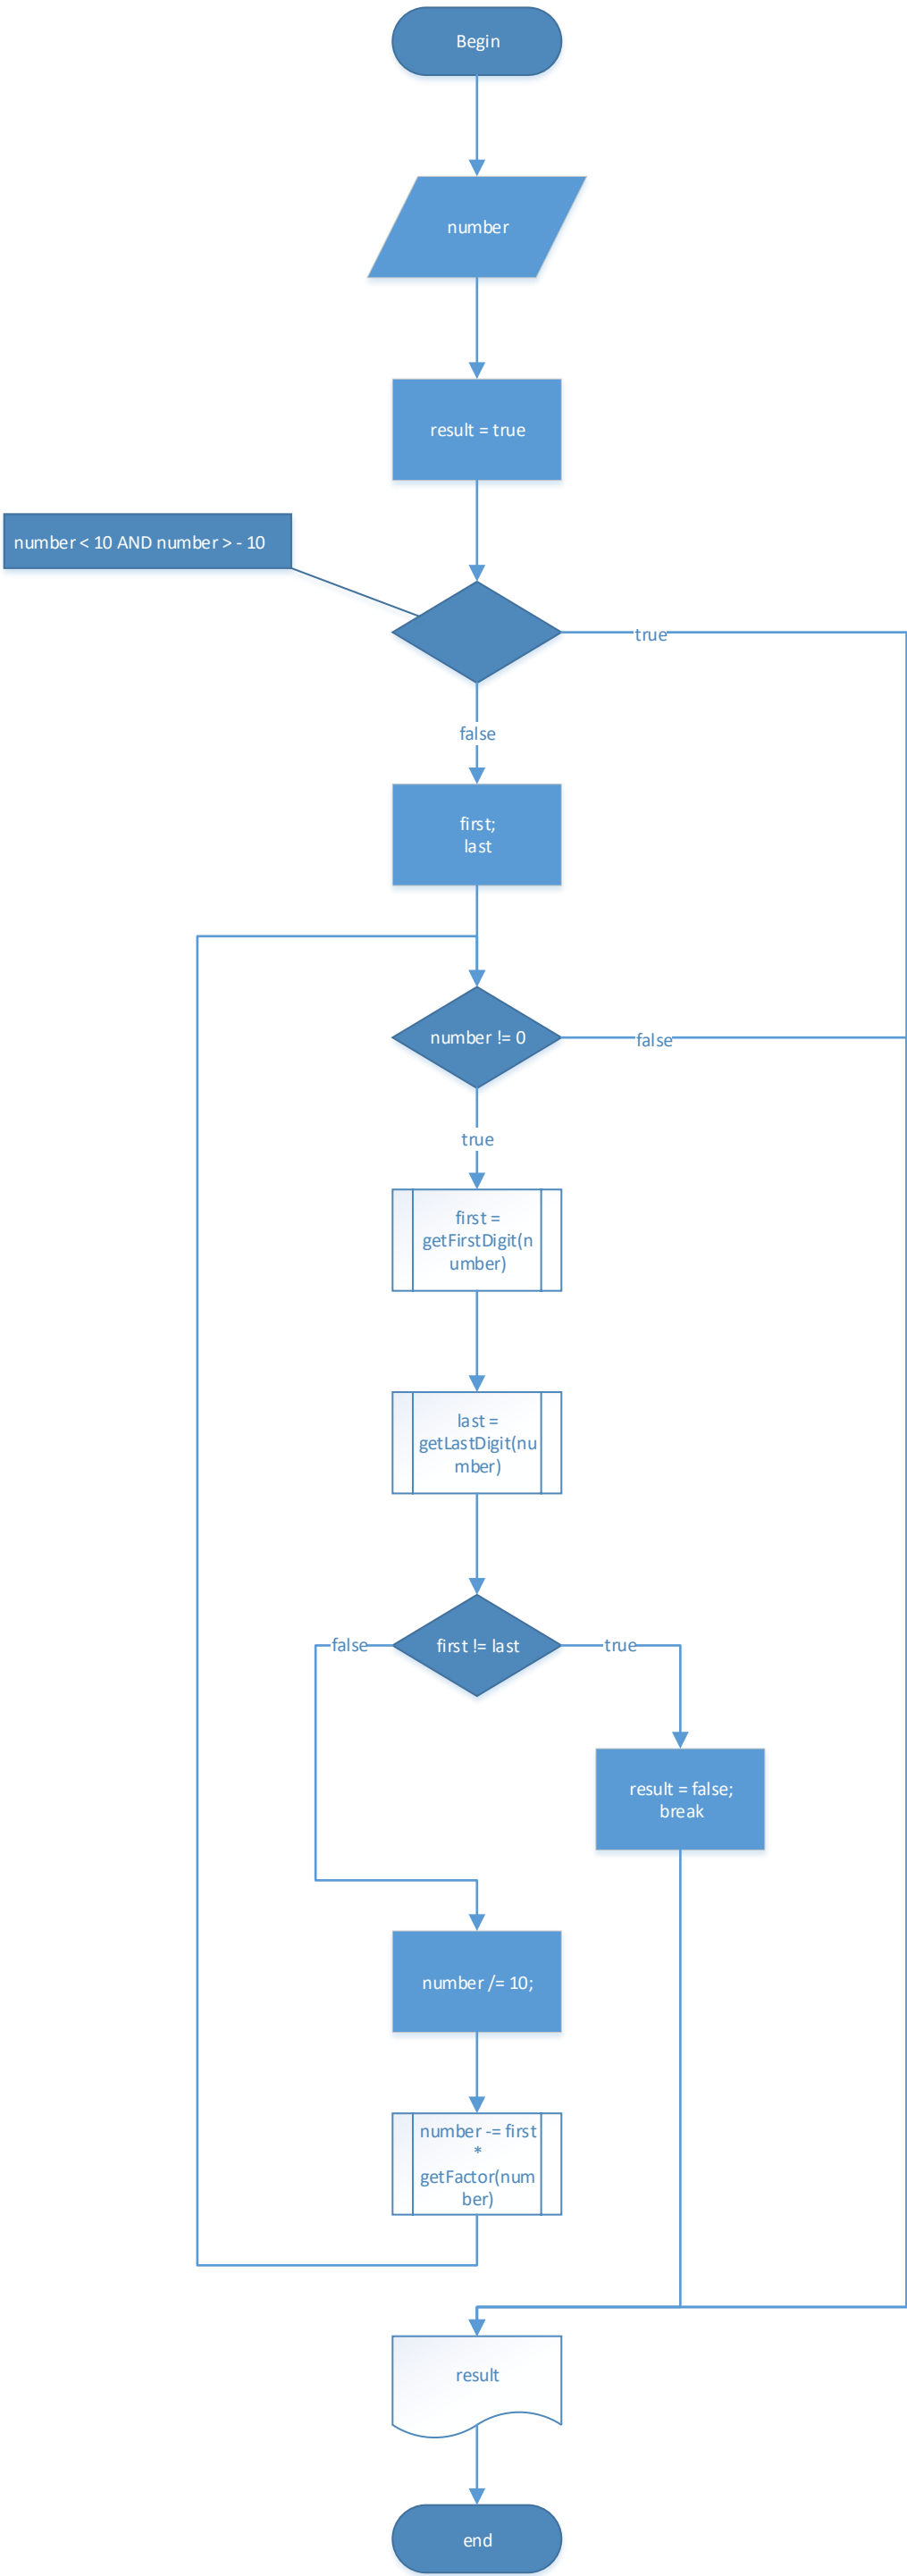 Begin
number
result = true
number < 10 AND number > - 10
true
false
first;
last
number != 0
false
true
first =
getFirstDigit(n
umber)
last =
getLastDigit(nu
mber)
false
first != last
true
result = false;
break
number /= 10;
number -= first
*
getFactor(num
ber)
result
end